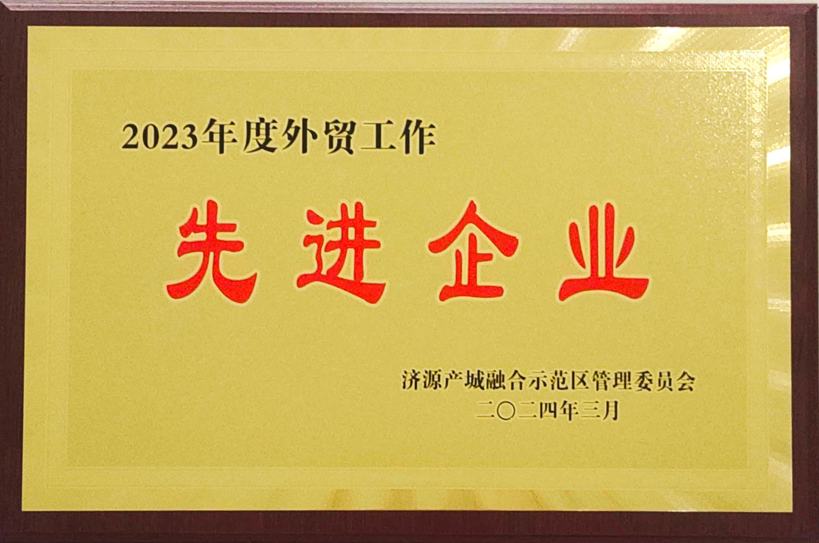 2023年度外贸工作
先进企业
济源产城融合示范区管理委员会
二〇二四年三月